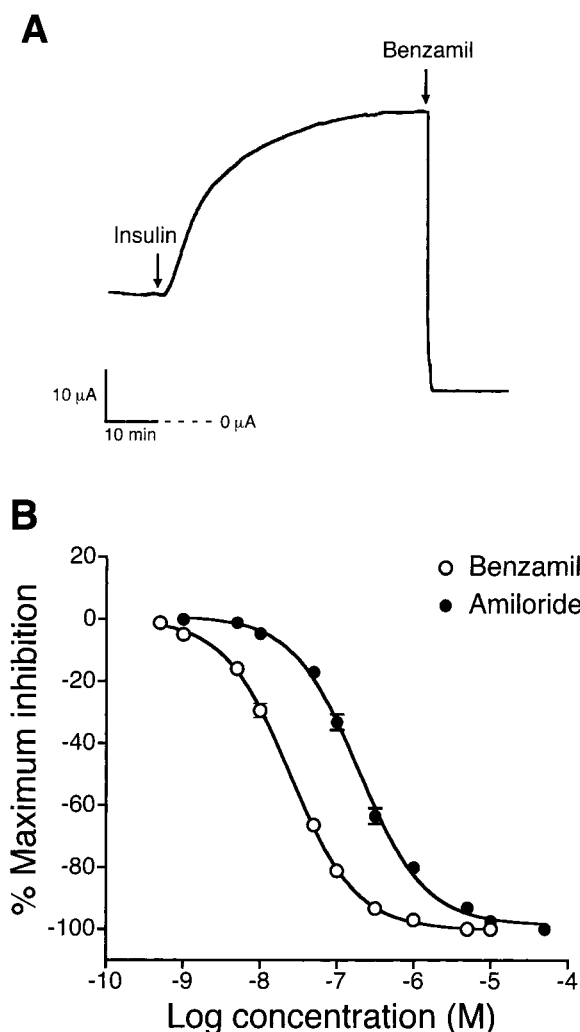 A
Benzamil
Insulin
10 µA
10 min
0 µA
B
20
0
-20
-40
-60
-80
-100
% Maximum inhibition
Benzamil
Amiloride
-10
-9
-8
-7
-6
-5
-4
Log concentration (M)